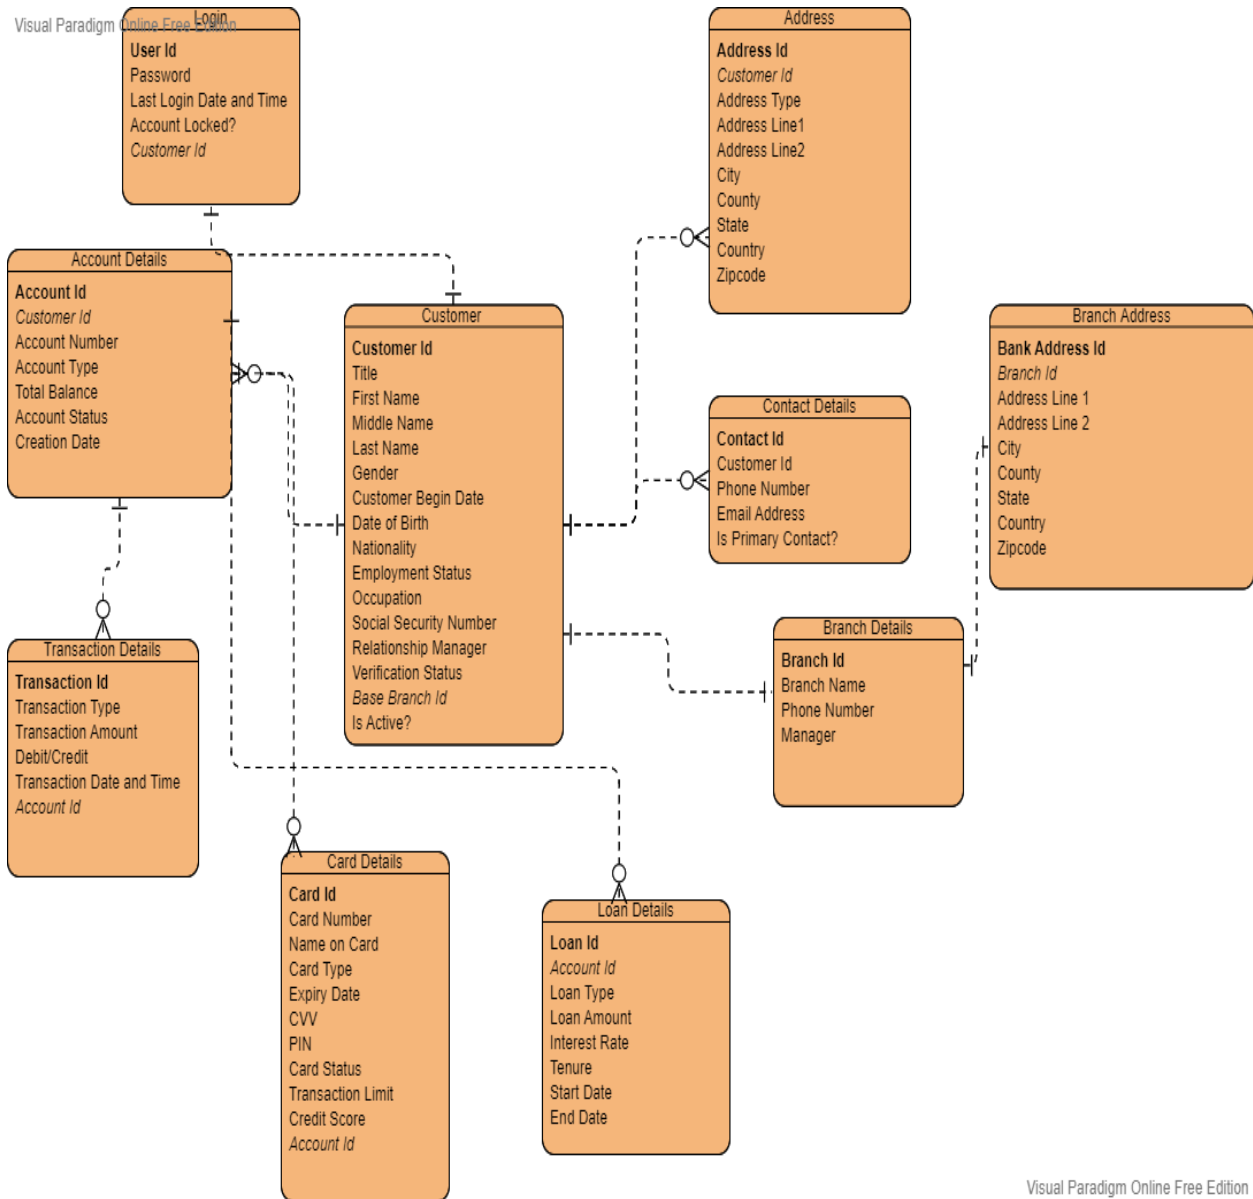 Visual Paradigm Online Free Edition
Login
User Id
Password
Last Login Date and Time
Account Locked?
Customer Id
Address
Address Id
Customer Id
Address Type
Address Line1
Address Line2
City
County
State
Country
Zipcode
Account Details
Account Id
Customer Id
Account Number
Account Type
Total Balance
Account Status
Creation Date
Customer
Customer Id
Title
First Name
Middle Name
Last Name
Gender
Customer Begin Date
Date of Birth
Nationality
Employment Status
Occupation
Social Security Number
Relationship Manager
Verification Status
Base Branch Id
Is Active?
Contact Details
Contact Id
Customer Id
Phone Number
Email Address
Is Primary Contact?
Branch Address
Bank Address Id
Branch Id
Address Line 1
Address Line 2
City
County
State
Country
Zipcode
Branch Details
Branch Id
Branch Name
Phone Number
Manager
Transaction Details
Transaction Id
Transaction Type
Transaction Amount
Debit/Credit
Transaction Date and Time
Account Id
Card Details
Card Id
Card Number
Name on Card
Card Type
Expiry Date
CVV
PIN
Card Status
Transaction Limit
Credit Score
Account Id
Loan Details
Loan Id
Account Id
Loan Type
Loan Amount
Interest Rate
Tenure
Start Date
End Date
Visual Paradigm Online Free Edition